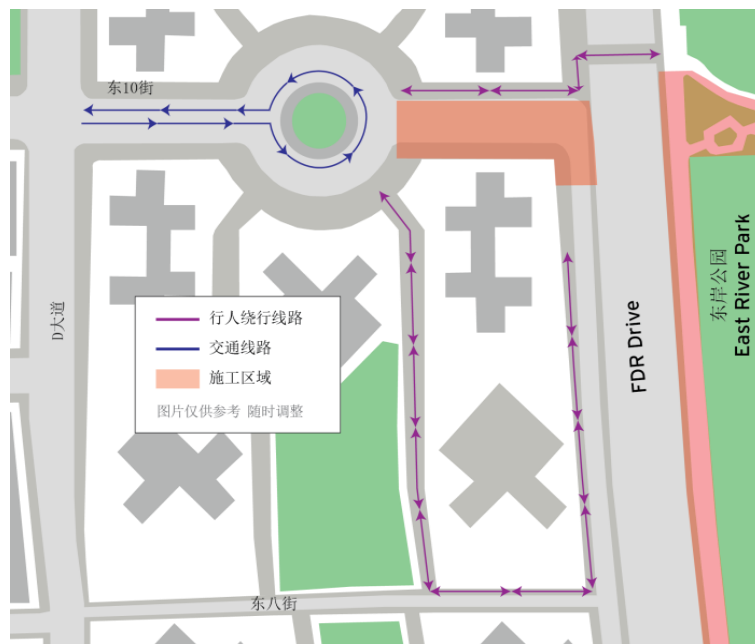 东10街
D大道
行人绕行线路
交通线路
施工区域
图片仅供参考 随时调整
FDR Drive
东岸公园
East River Park
东八街